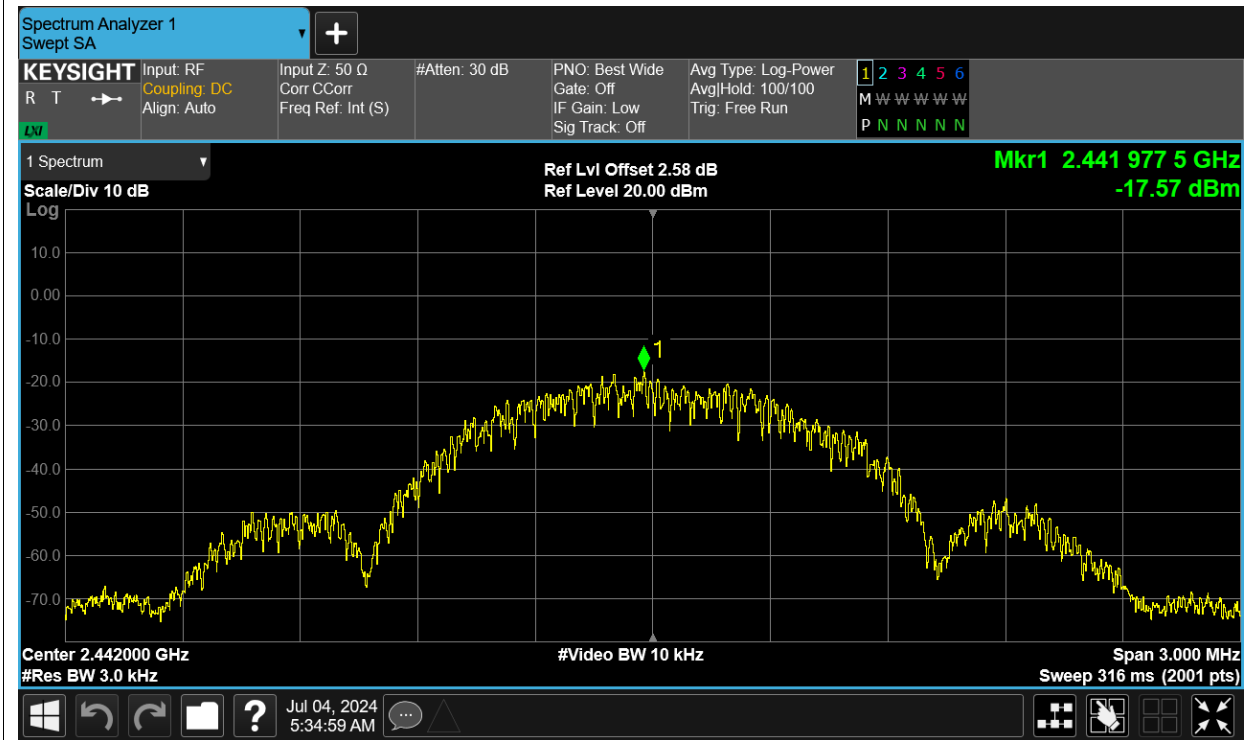 Spectrum Analyzer 1
Swept SA
+
KEYSIGHT
R T
LXI
Input: RF
Coupling: DC
Align: Auto
Input Z: 50 Ω
Corr CCorr
Freq Ref: Int (S)
#Atten: 30 dB
PNO: Best Wide
Gate: Off
IF Gain: Low
Sig Track: Off
Avg Type: Log-Power
Avg|Hold: 100/100
Trig: Free Run
1 2 3 4 5 6
M W W W W W W
P N N N N N N
1 Spectrum
Scale/Div 10 dB
Log
Ref Lvl Offset 2.58 dB
Ref Level 20.00 dBm
Mkr1 2.441 977 5 GHz
-17.57 dBm
10.0
0.00
-10.0
-20.0
-30.0
-40.0
-50.0
-60.0
-70.0
1
Center 2.442000 GHz
#Res BW 3.0 kHz
#Video BW 10 kHz
Span 3.000 MHz
Sweep 316 ms (2001 pts)
?
Jul 04, 2024
5:34:59 AM